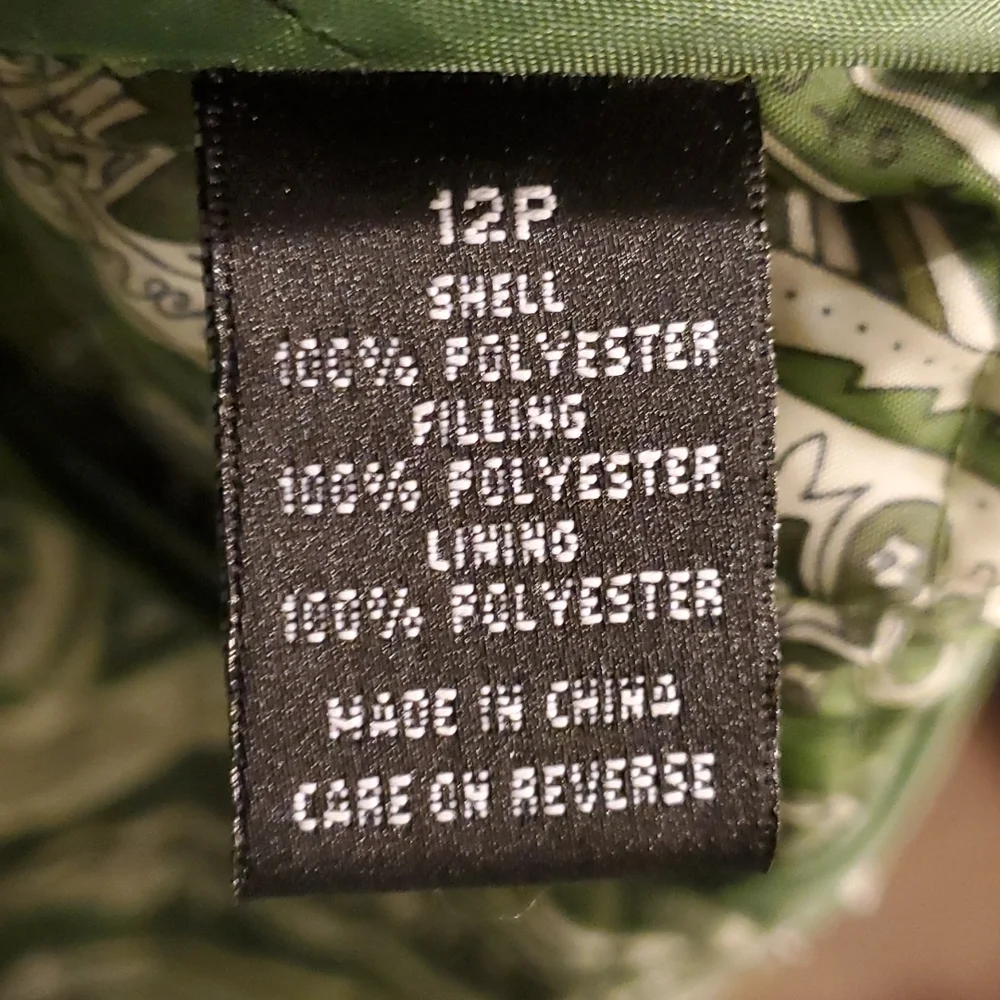 12P
SHELL
100% POLYESTER
FILLING
100% POLYESTER
LINING
100% POLYESTER
MADE IN CHINA
CARE ON REVERSE